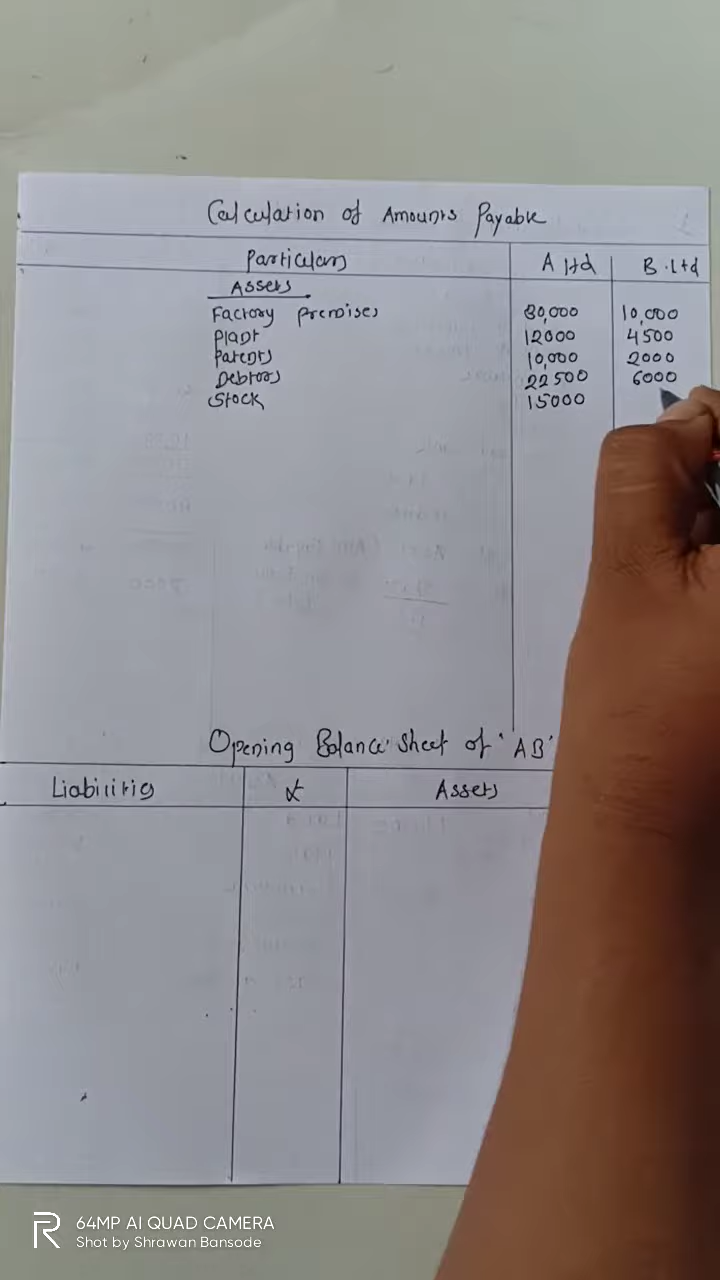 Calculation of Amounts Payable
Particulars A Ltd B.Ltd
Assets
Factory premises 30,000 10,000
Plant 12000 4500
Patents 10,000 2000
Debtors 22500 6000
Stock 15000
Opening Balance Sheet of 'AB'
Liabilities Assets
64MP AI QUAD CAMERA
Shot by Shrawan Bansode